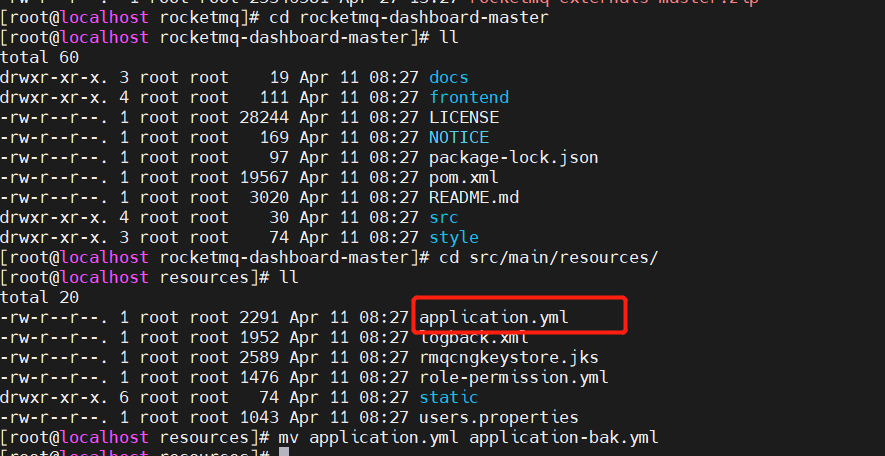 [root@localhost rocketmq]# cd rocketmq-dashboard-master
[root@localhost rocketmq-dashboard-master]# ll
total 60
drwxr-xr-x. 3 root root    19 Apr 11 08:27 docs
drwxr-xr-x. 4 root root   111 Apr 11 08:27 frontend
-rw-r--r--. 1 root root 28244 Apr 11 08:27 LICENSE
-rw-r--r--. 1 root root   169 Apr 11 08:27 NOTICE
-rw-r--r--. 1 root root    97 Apr 11 08:27 package-lock.json
-rw-r--r--. 1 root root 19567 Apr 11 08:27 pom.xml
-rw-r--r--. 1 root root  3020 Apr 11 08:27 README.md
drwxr-xr-x. 4 root root    30 Apr 11 08:27 src
drwxr-xr-x. 3 root root    74 Apr 11 08:27 style
[root@localhost rocketmq-dashboard-master]# cd src/main/resources/
[root@localhost resources]# ll
total 20
-rw-r--r--. 1 root root 2291 Apr 11 08:27 application.yml
-rw-r--r--. 1 root root 1952 Apr 11 08:27 logback.xml
-rw-r--r--. 1 root root 2589 Apr 11 08:27 rmqcngkeystore.jks
-rw-r--r--. 1 root root 1476 Apr 11 08:27 role-permission.yml
drwxr-xr-x. 6 root root   74 Apr 11 08:27 static
-rw-r--r--. 1 root root 1043 Apr 11 08:27 users.properties
[root@localhost resources]# mv application.yml application-bak.yml
[root@localhost resources]#